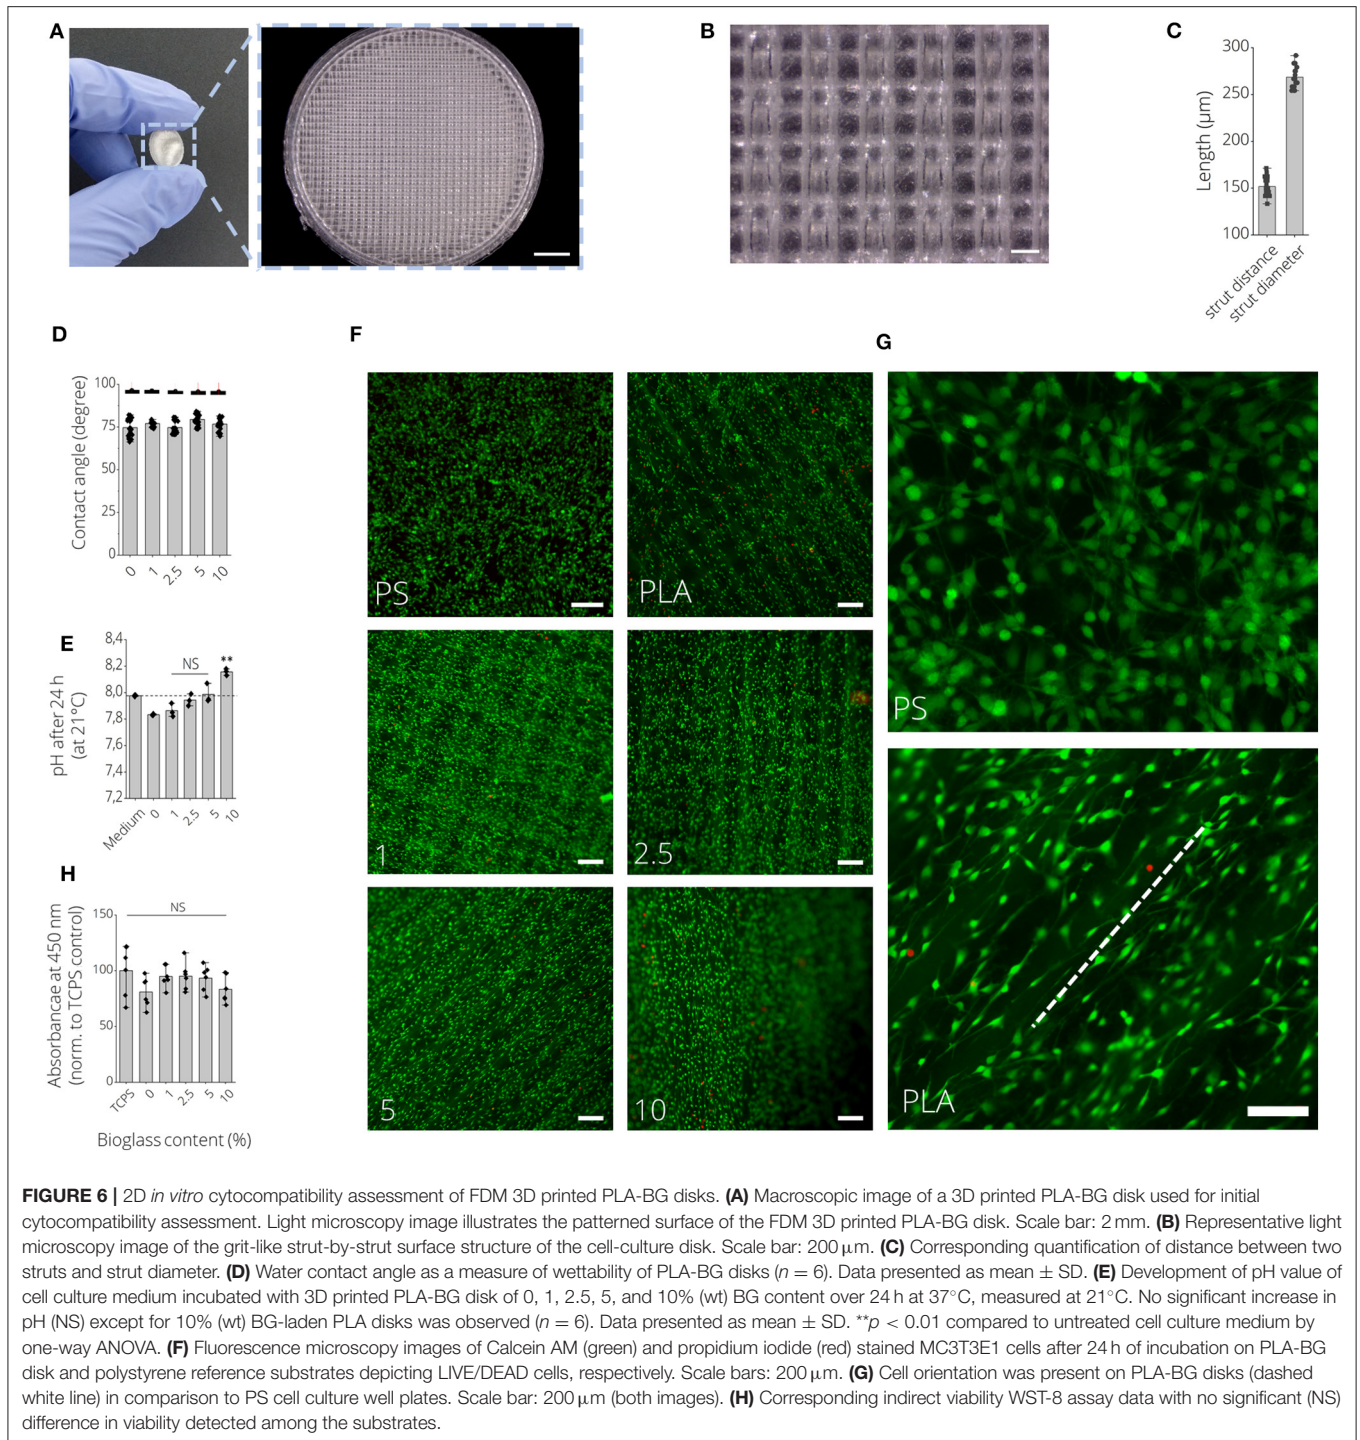 A
B
C
300
250
200
150
100
Length (µm)
strut distance
strut diameter
D
100
75
50
25
0
Contact angle (degree)
0
1
2.5
5
10
E
8,4
8,2
8,0
7,8
7,6
7,4
7,2
pH after 24 h
(at 21°C)
NS
**
Medium
0
1
2.5
5
10
H
150
100
50
0
Absorbancae at 450 nm
(norm. to TCPS control)
NS
TCPS
0
1
2.5
5
10
Bioglass content (%)
F
PS
PLA
1
2.5
5
10
G
PS
PLA
FIGURE 6 | 2D in vitro cytocompatibility assessment of FDM 3D printed PLA-BG disks. (A) Macroscopic image of a 3D printed PLA-BG disk used for initial
cytocompatibility assessment. Light microscopy image illustrates the patterned surface of the FDM 3D printed PLA-BG disk. Scale bar: 2 mm. (B) Representative light
microscopy image of the grit-like strut-by-strut surface structure of the cell-culture disk. Scale bar: 200 µm. (C) Corresponding quantification of distance between two
struts and strut diameter. (D) Water contact angle as a measure of wettability of PLA-BG disks (n = 6). Data presented as mean ± SD. (E) Development of pH value of
cell culture medium incubated with 3D printed PLA-BG disk of 0, 1, 2.5, 5, and 10% (wt) BG content over 24 h at 37°C, measured at 21°C. No significant increase in
pH (NS) except for 10% (wt) BG-laden PLA disks was observed (n = 6). Data presented as mean ± SD. **p < 0.01 compared to untreated cell culture medium by
one-way ANOVA. (F) Fluorescence microscopy images of Calcein AM (green) and propidium iodide (red) stained MC3T3E1 cells after 24 h of incubation on PLA-BG
disk and polystyrene reference substrates depicting LIVE/DEAD cells, respectively. Scale bars: 200 µm. (G) Cell orientation was present on PLA-BG disks (dashed
white line) in comparison to PS cell culture well plates. Scale bar: 200 µm (both images). (H) Corresponding indirect viability WST-8 assay data with no significant (NS)
difference in viability detected among the substrates.